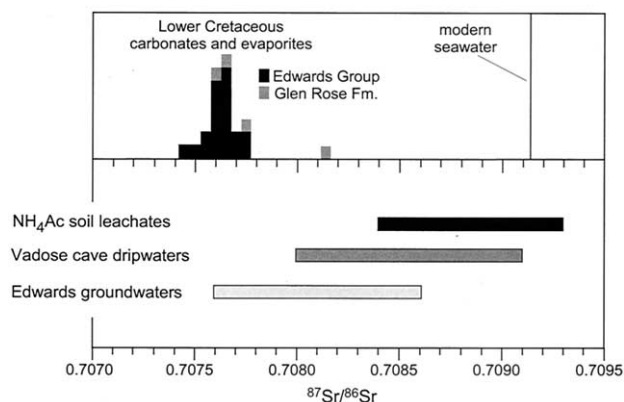 Lower Cretaceous
carbonates and evaporites
modern
seawater
Edwards Group
Glen Rose Fm.
NH₄Ac soil leachates
Vadose cave dripwaters
Edwards groundwaters
0.7070 0.7075 0.7080 0.7085 0.7090 0.7095
⁸⁷Sr/⁸⁶Sr